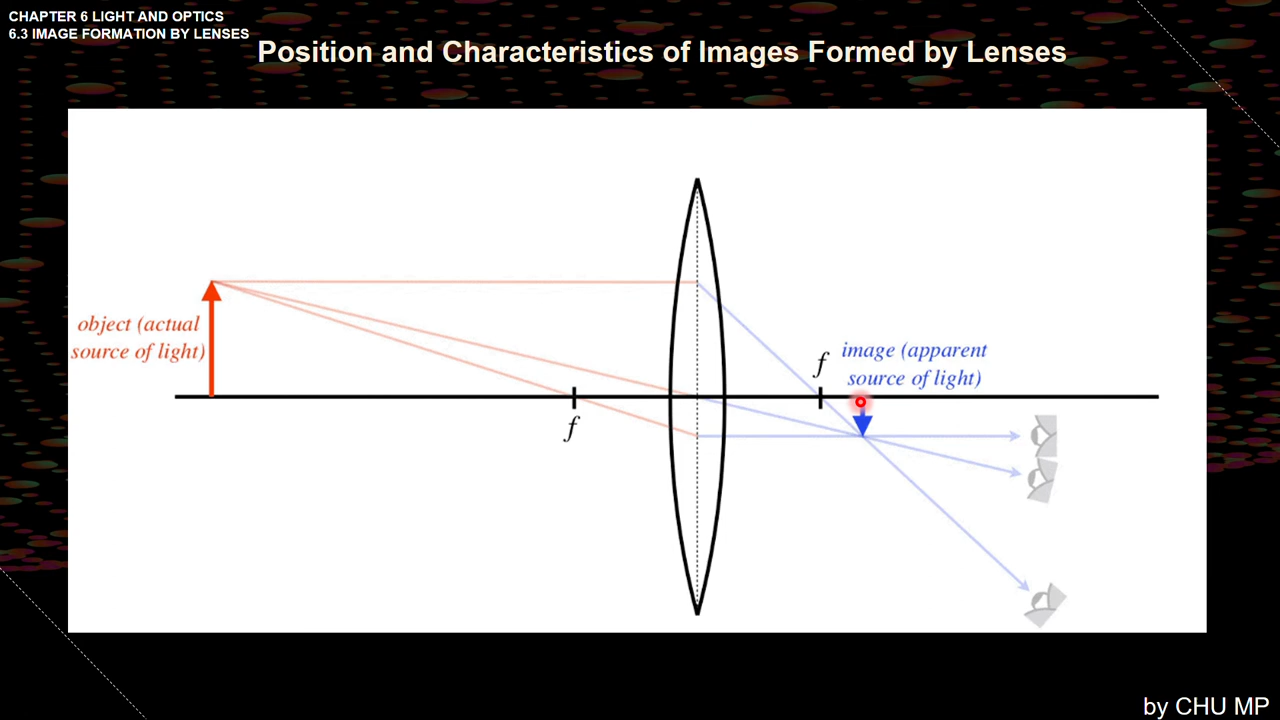 CHAPTER 6 LIGHT AND OPTICS
6.3 IMAGE FORMATION BY LENSES
Position and Characteristics of Images Formed by Lenses
object (actual
source of light)
f
f
image (apparent
source of light)
by CHU MP